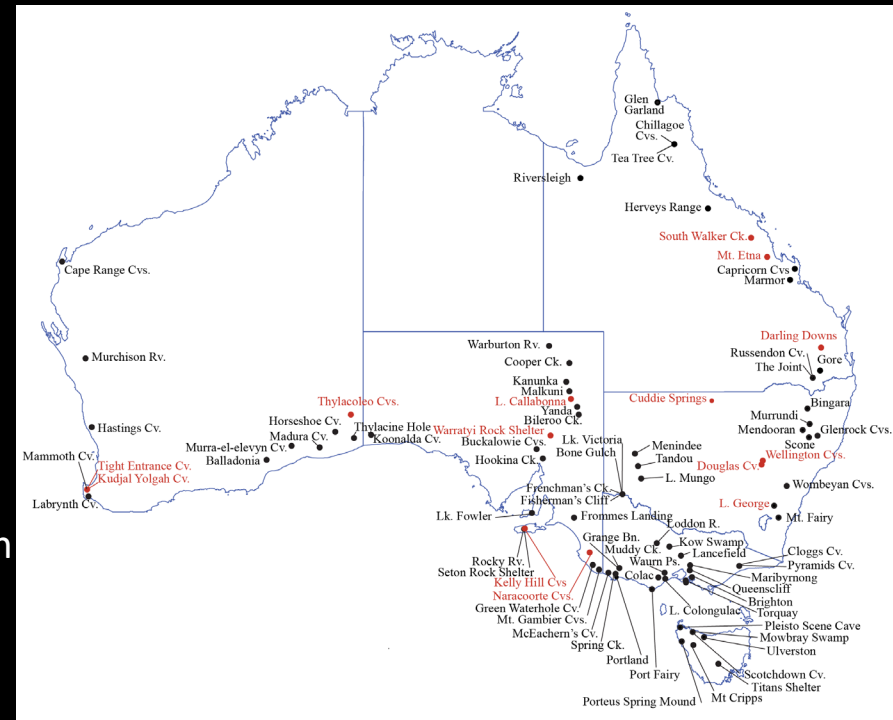 Glen
Garland
Chillagoe
Cvs.
Tea Tree Cv.
Riversleigh
Herveys Range
South Walker Ck.
Mt. Etna
Capricorn Cvs
Marmor
Cape Range Cvs.
Darling Downs
Russendon Cv.
Gore
The Joint
Warburton Rv.
Cooper Ck.
Murchison Rv.
Kanunka
Malkuni
L. Callabonna
Yanda
Bileroo Ck.
Cuddie Springs
Bingara
Murrundi
Mendooran
Glenrock Cvs.
Scone
Thylacoleo Cvs.
Horseshoe Cv.
Thylacine Hole
Madura Cv.
Koonalda Cv.
Murra-el-elevyn Cv.
Balladonia
Hastings Cv.
Warratyi Rock Shelter
Buckalowie Cvs.
Hookina Ck
Lk. Victoria
Bone Gulch
Menindee
Tandou
L. Mungo
Wellington Cvs.
Douglas Cv.
Mammoth Cv.
Tight Entrance Cv.
Kudjal Yolgah Cv.
Labrynth Cv.
Frenchman's Ck.
Fisherman's Cliff
Wombeyan Cvs.
L. George
Mt. Fairy
Lk. Fowler
Frommes Landing
n
Loddon R.
Grange Bn.
Kow Swamp
Muddy Ck.
Lancefield
Cloggs Cv.
Rocky Rv.
Waurn Ps.
Pyramids Cv.
Seton Rock Shelter
Colac
Maribyrnong
Kelly Hill Cvs
Queenscliff
Naracoorte Cvs.
Brighton
Green Waterhole Cv.
L. Colongulac
Torquay
Mt. Gambier Cvs.
McEachern's Cv.
Spring Ck.
Pleisto Scene Cave
Mowbray Swamp
Ulverston
Portland
Port Fairy
Scotchdown Cv.
Titans Shelter
Mt Cripps
Porteus Spring Mound